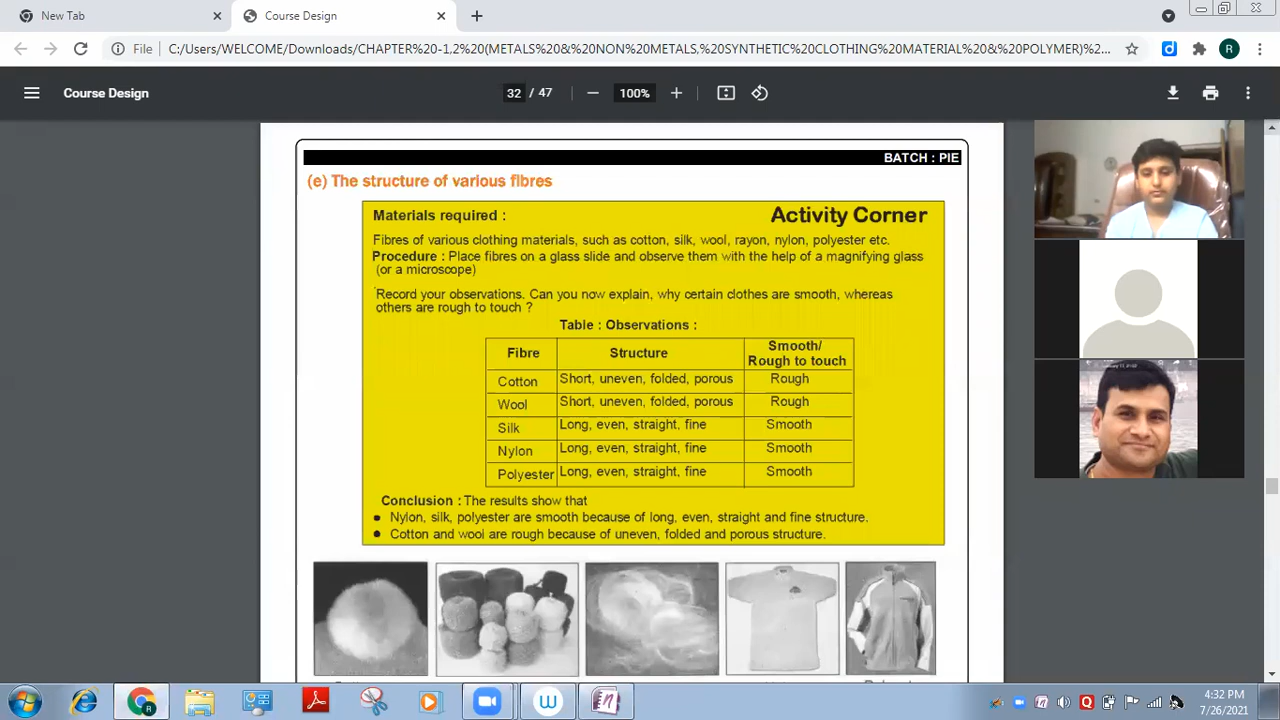 New Tab
Course Design
File C:/Users/WELCOME/Downloads/CHAPTER%20-1,2%20(METALS%20&%20NON%20METALS,%20SYNTHETIC%20CLOTHING%20MATERIAL%20&%20POLYMER)%2...
R
Course Design
32 / 47
100%
BATCH : PIE
(e) The structure of various fibres
Materials required :
Activity Corner
Fibres of various clothing materials, such as cotton, silk, wool, rayon, nylon, polyester etc.
Procedure : Place fibres on a glass slide and observe them with the help of a magnifying glass
(or a microscope)
Record your observations. Can you now explain, why certain clothes are smooth, whereas
others are rough to touch ?
Table : Observations :
Fibre Structure Smooth/
Rough to touch
Cotton Short, uneven, folded, porous Rough
Wool Short, uneven, folded, porous Rough
Silk Long, even, straight, fine Smooth
Nylon Long, even, straight, fine Smooth
Polyester Long, even, straight, fine Smooth
Conclusion : The results show that
• Nylon, silk, polyester are smooth because of long, even, straight and fine structure.
• Cotton and wool are rough because of uneven, folded and porous structure.
4:32 PM
7/26/2021